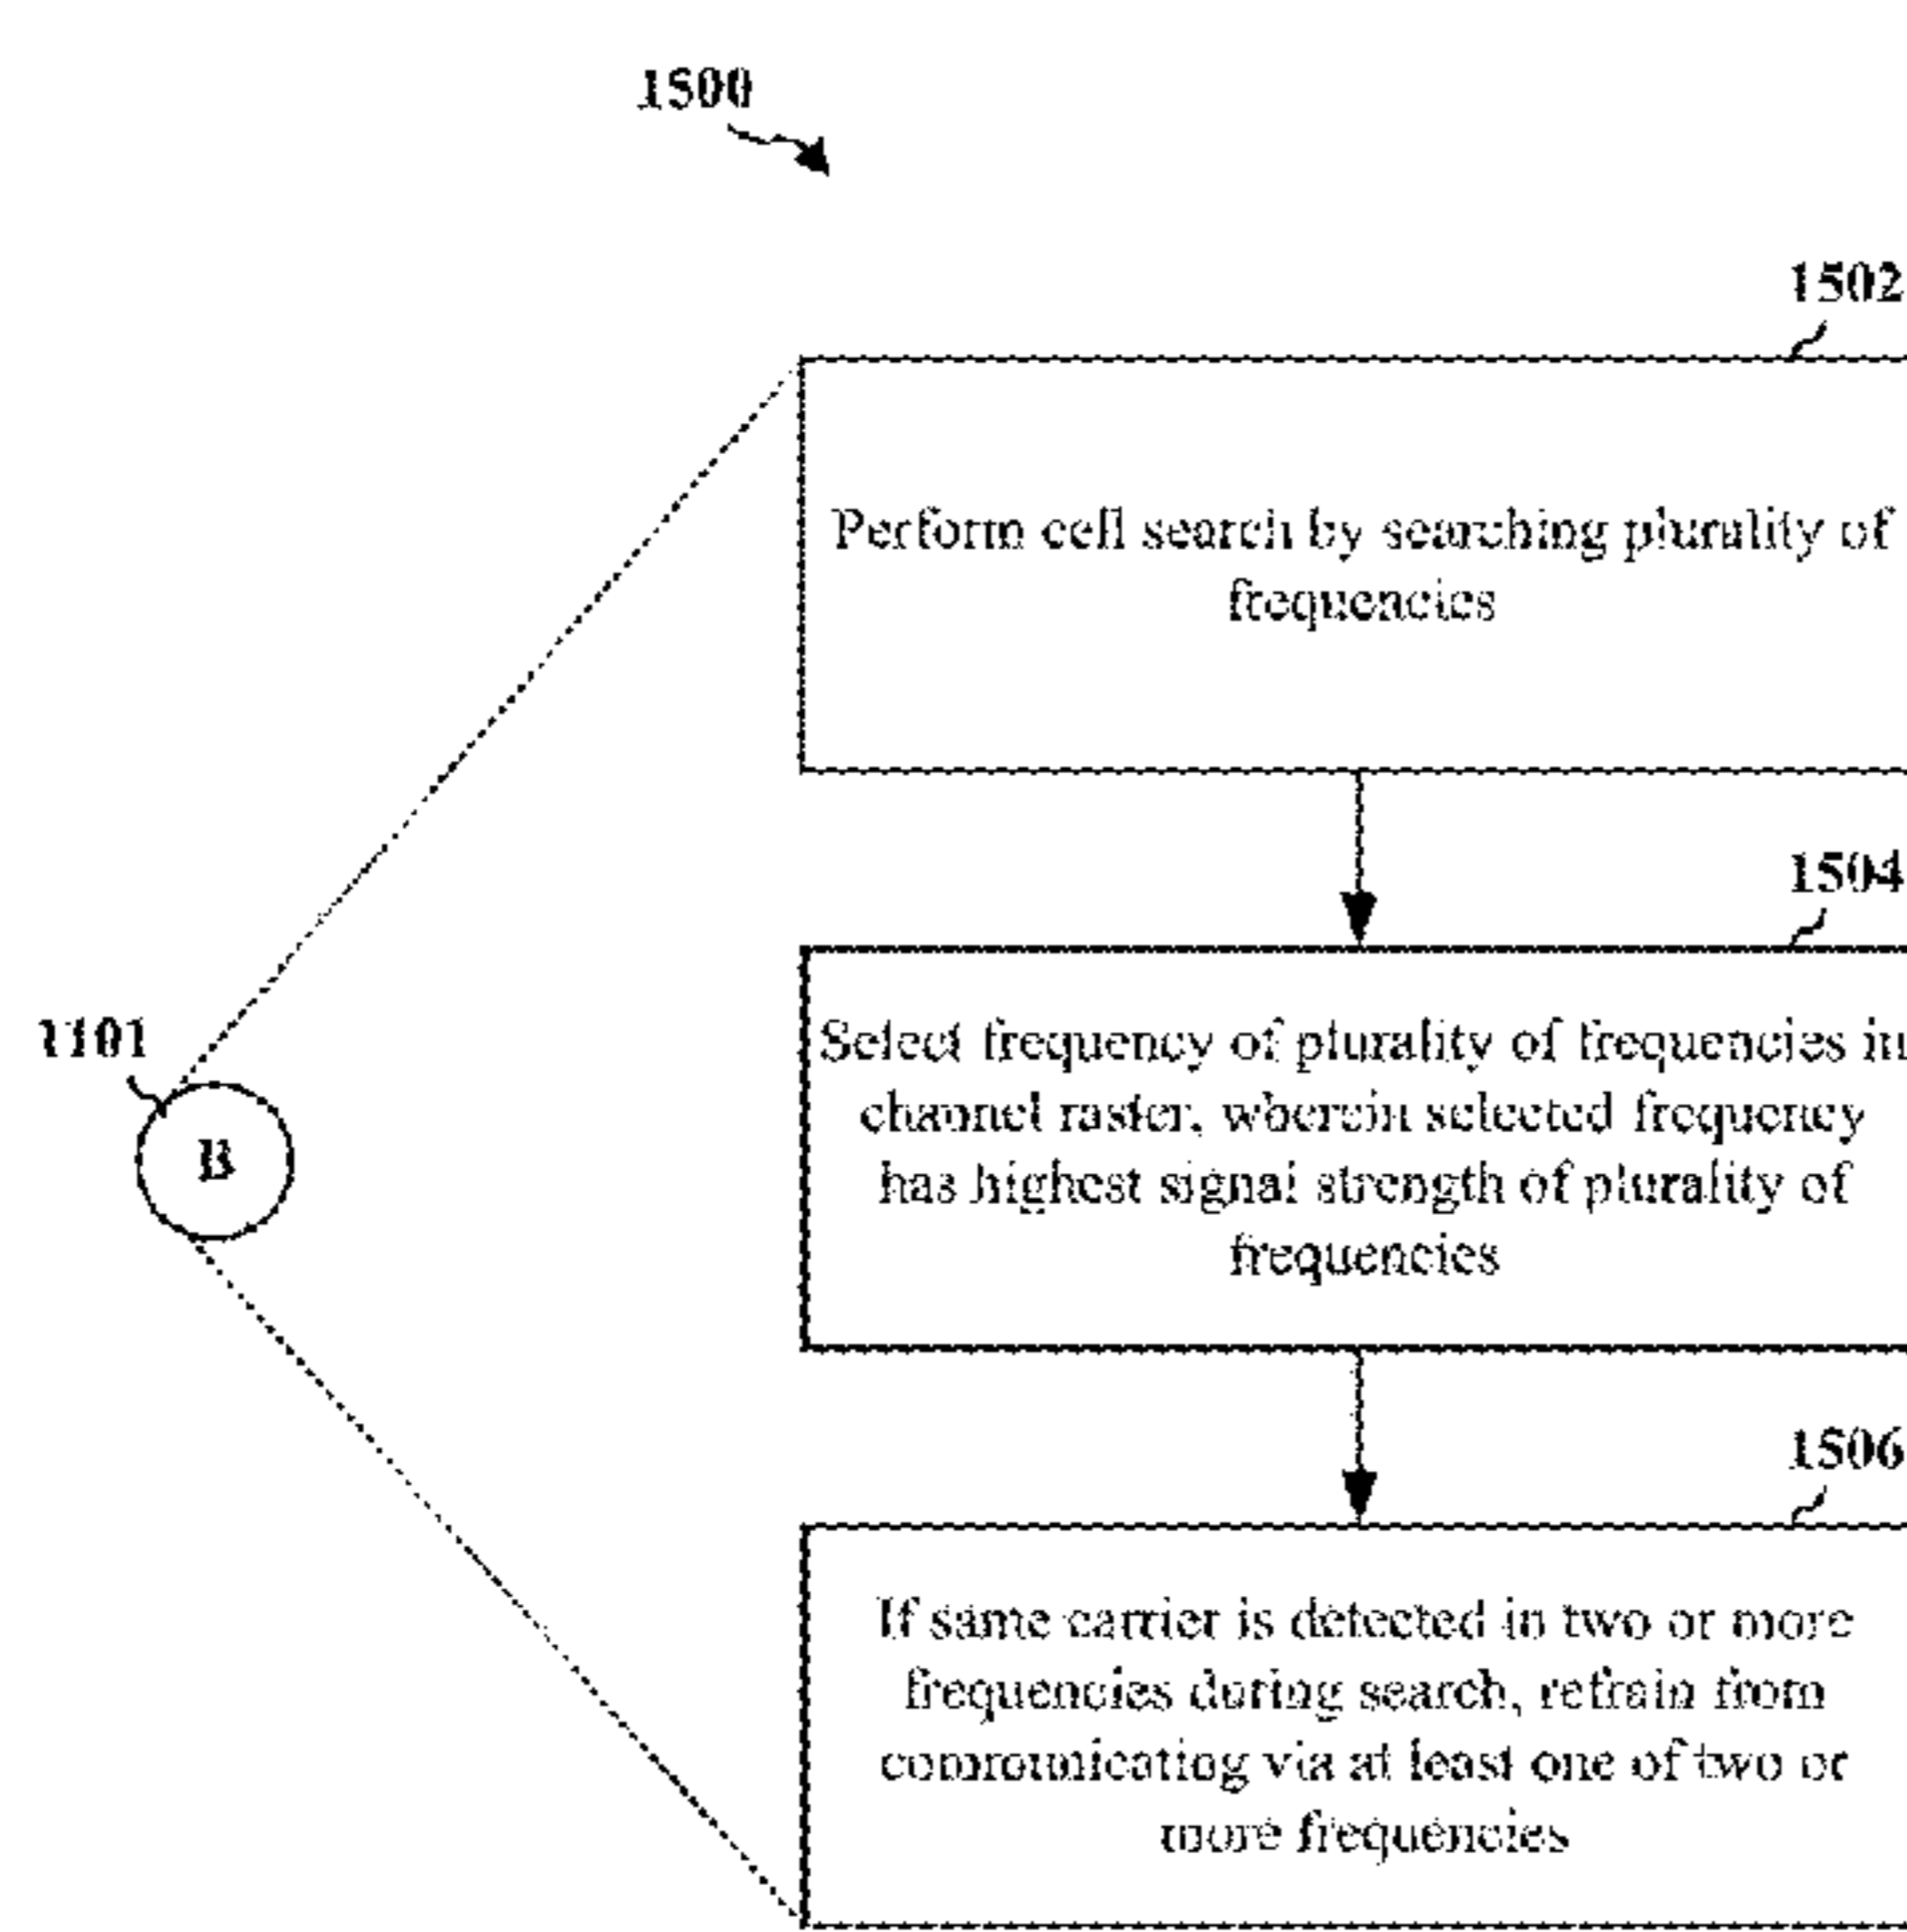 1500
1502
Perform cell search by searching plurality of
frequencies
1504
1101
B
Select frequency of plurality of frequencies in
channel raster, wherein selected frequency
has highest signal strength of plurality of
frequencies
1506
If same carrier is detected in two or more
frequencies during search, refrain from
communicating via at least one of two or
more frequencies